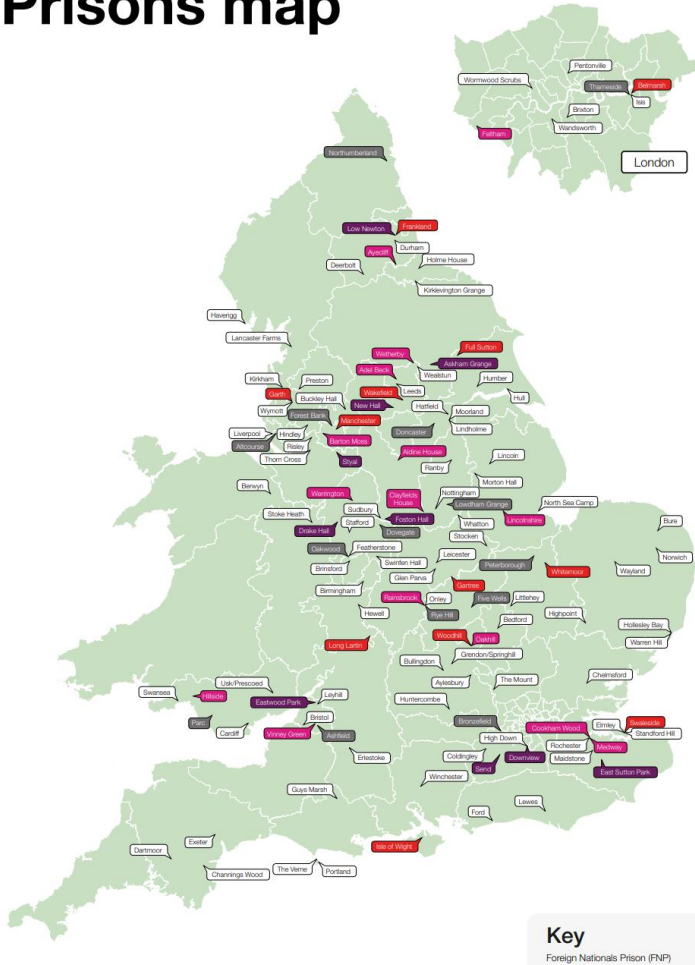 Prisons map
Pentonville
Wormwood Scrubs
Thameside
Belmarsh
Isis
Brixton
Wandsworth
Feltham
London
Northumberland
Low Newton
Frankland
Durham
Aycliff
Holme House
Deerbolt
Kirklevington Grange
Haverigg
Lancaster Farms
Full Sutton
Wetherby
Askham Grange
Adel Beck
Wealstun
Humber
Kirkham
Preston
Garth
Buckley Hall
Wakefield
Leeds
Hull
New Hall
Hatfield
Moorland
Wymott
Forest Bank
Manchester
Lindholme
Liverpool
Hindley
Doncaster
Altcourse
Risley
Barton Moss
Aldine House
Thorn Cross
Styal
Ranby
Lincoln
Berwyn
Morton Hall
Warrington
Clayfields
House
Nottingham
Lowdham Grange
North Sea Camp
Stoke Heath
Sudbury
Foston Hall
Lincolnshire
Bure
Stafford
Whatton
Drake Hall
Dovegate
Stocken
Oakwood
Featherstone
Leicester
Norwich
Brinsford
Swinfen Hall
Peterborough
Whitemoor
Wayland
Glen Parva
Birmingham
Gartree
Rainsbrook
Onley
Five Wells
Littlehey
Hewell
Rye Hill
Bedford
Highpoint
Hollesley Bay
Woodhill
Oakhill
Warren Hill
Long Lartin
Grendon/Springhill
Bullingdon
Usk/Prescoed
Aylesbury
The Mount
Chelmsford
Swansea
Hillside
Eastwood Park
Leyhill
Huntercombe
Parc
Bristol
Bronzefield
Cookham Wood
Elmley
Swaleside
Cardiff
Vinney Green
Ashfield
High Down
Standford Hill
Rochester
Medway
Erlestoke
Coldingley
Downview
Maidstone
Send
East Sutton Park
Winchester
Guys Marsh
Lewes
Ford
Exeter
Isle of Wight
Dartmoor
Channings Wood
The Verne
Portland
Key
Foreign Nationals Prison (FNP)